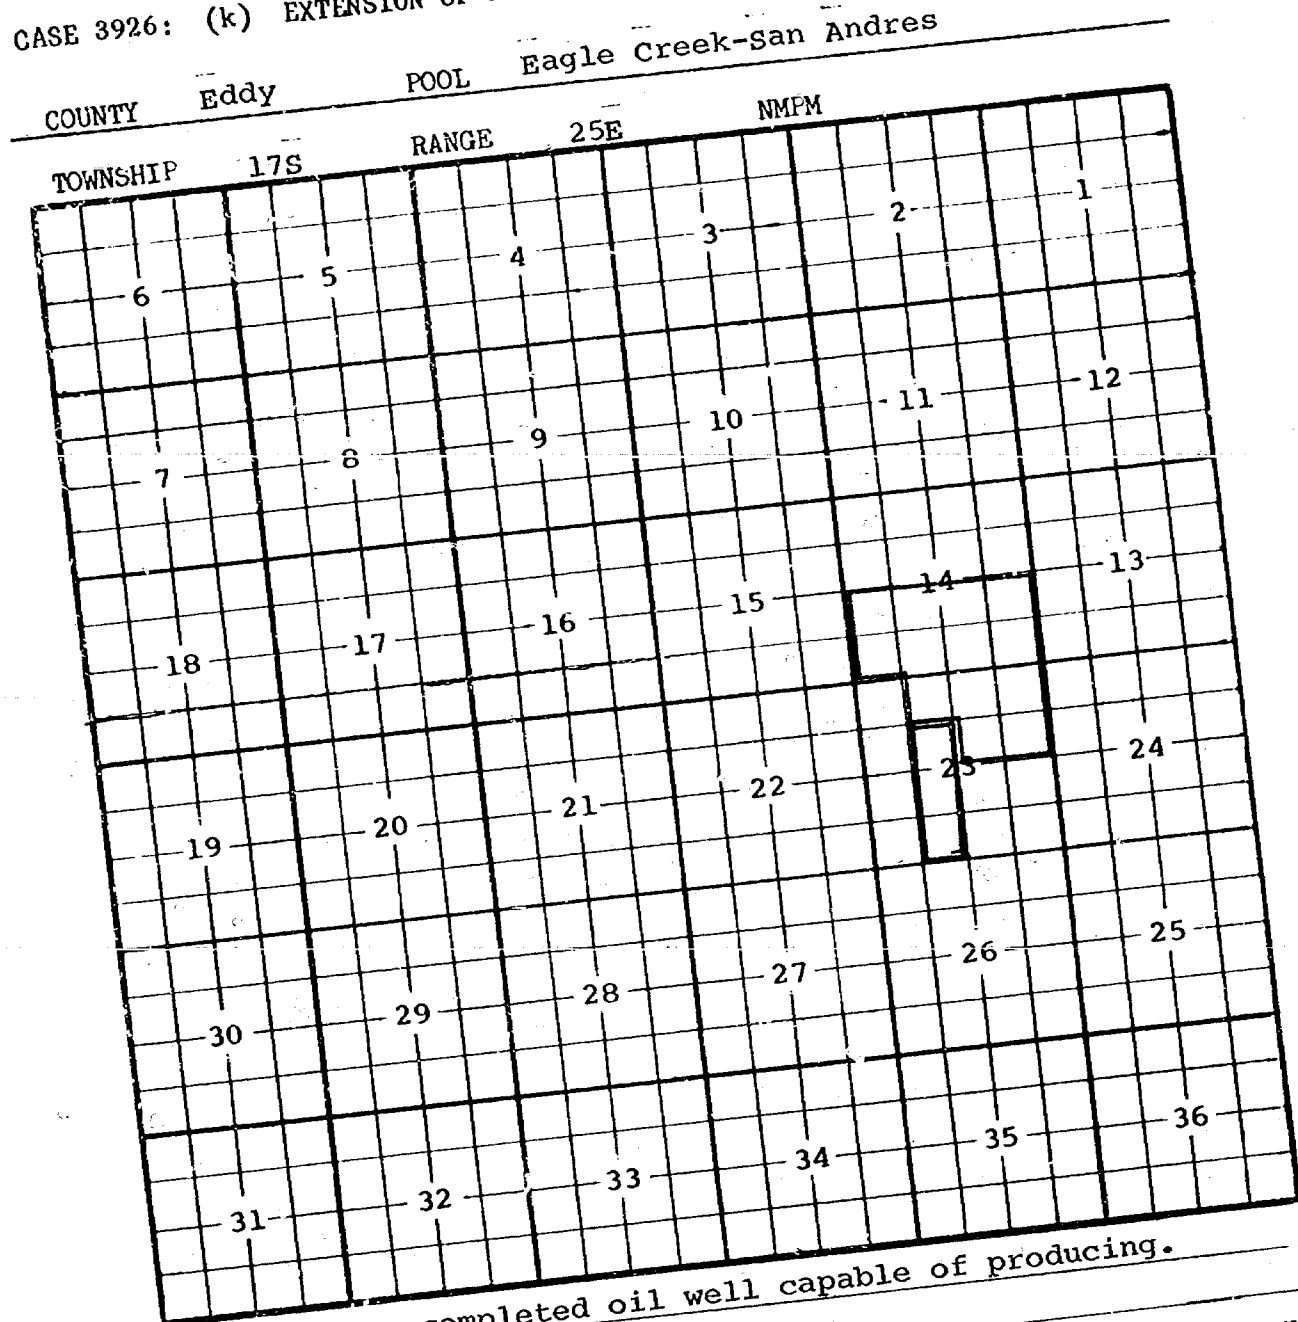 CASE 3926: (k) EXTENSION
COUNTY Eddy POOL Eagle Creek-San Andres
TOWNSHIP 17S RANGE 25E NMPM
6 5 4 3 2 1
7 8 9 10 11 12
18 17 16 15 14 13
19 20 21 22 23 24
30 29 28 27 26 25
31 32 33 34 35 36
completed oil well capable of producing.